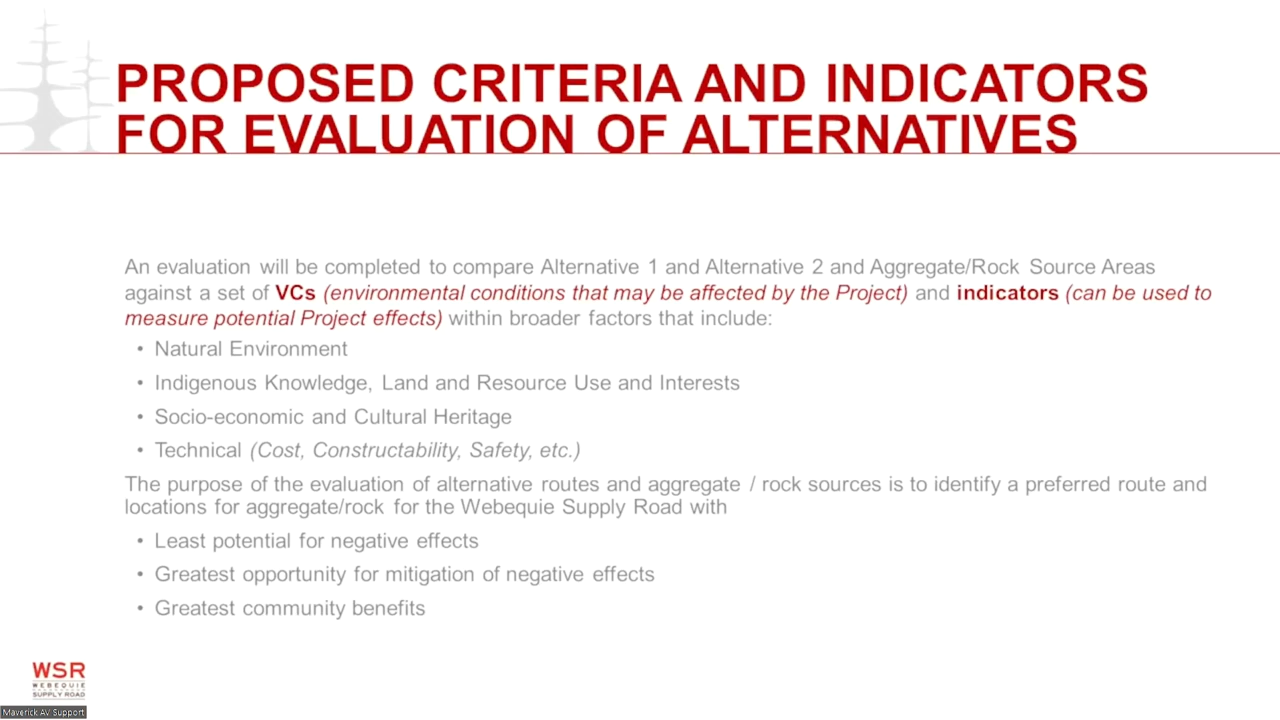 PROPOSED CRITERIA AND INDICATORS
FOR EVALUATION OF ALTERNATIVES
An evaluation will be completed to compare Alternative 1 and Alternative 2 and Aggregate/Rock Source Areas
against a set of VCs (environmental conditions that may be affected by the Project) and indicators (can be used to
measure potential Project effects) within broader factors that include:
• Natural Environment
• Indigenous Knowledge, Land and Resource Use and Interests
• Socio-economic and Cultural Heritage
• Technical (Cost, Constructability, Safety, etc.)
The purpose of the evaluation of alternative routes and aggregate / rock sources is to identify a preferred route and
locations for aggregate/rock for the Webequie Supply Road with
• Least potential for negative effects
• Greatest opportunity for mitigation of negative effects
• Greatest community benefits
WSR
WEBEQUIE
SUPPLY ROAD
Maverick AV Support